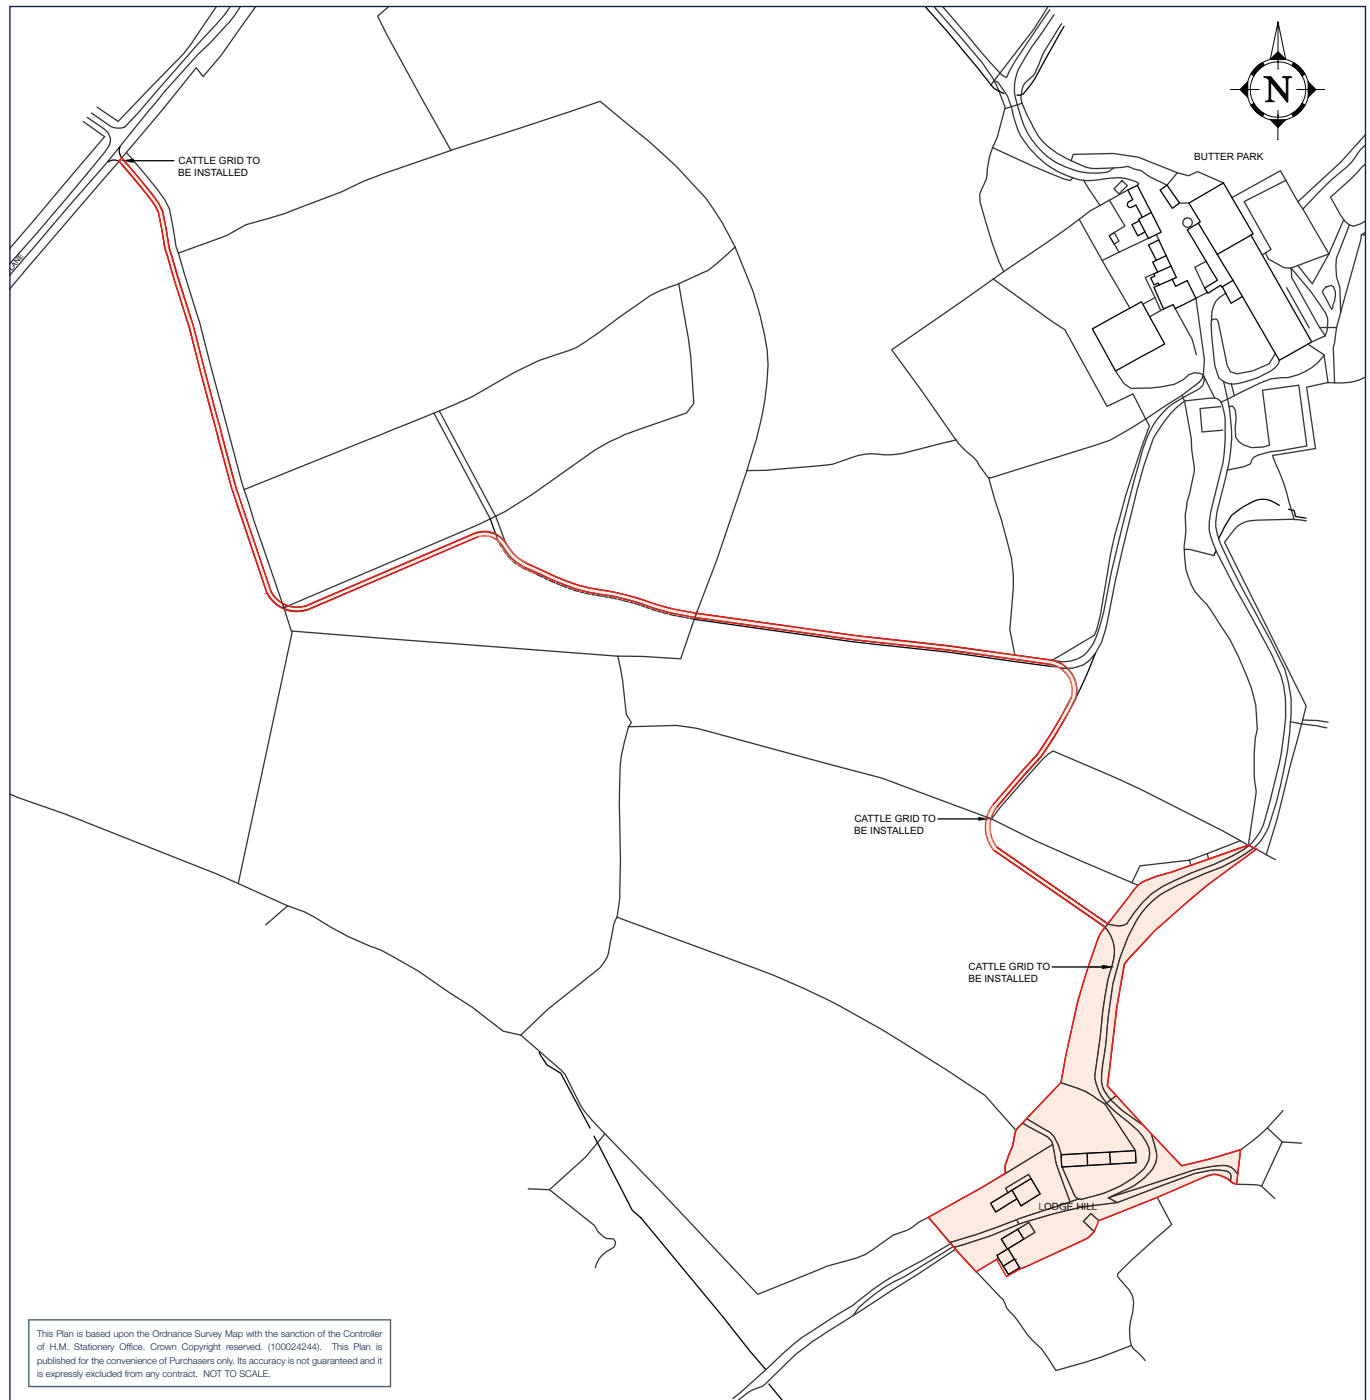 N
BUTTER PARK
CATTLE GRID TO
BE INSTALLED
LANE
CATTLE GRID TO
BE INSTALLED
CATTLE GRID TO
BE INSTALLED
LODGE HILL
This Plan is based upon the Ordnance Survey Map with the sanction of the Controller
of H.M. Stationery Office. Crown Copyright reserved. (100024244). This Plan is
published for the convenience of Purchasers only. Its accuracy is not guaranteed and it
is expressly excluded from any contract. NOT TO SCALE.